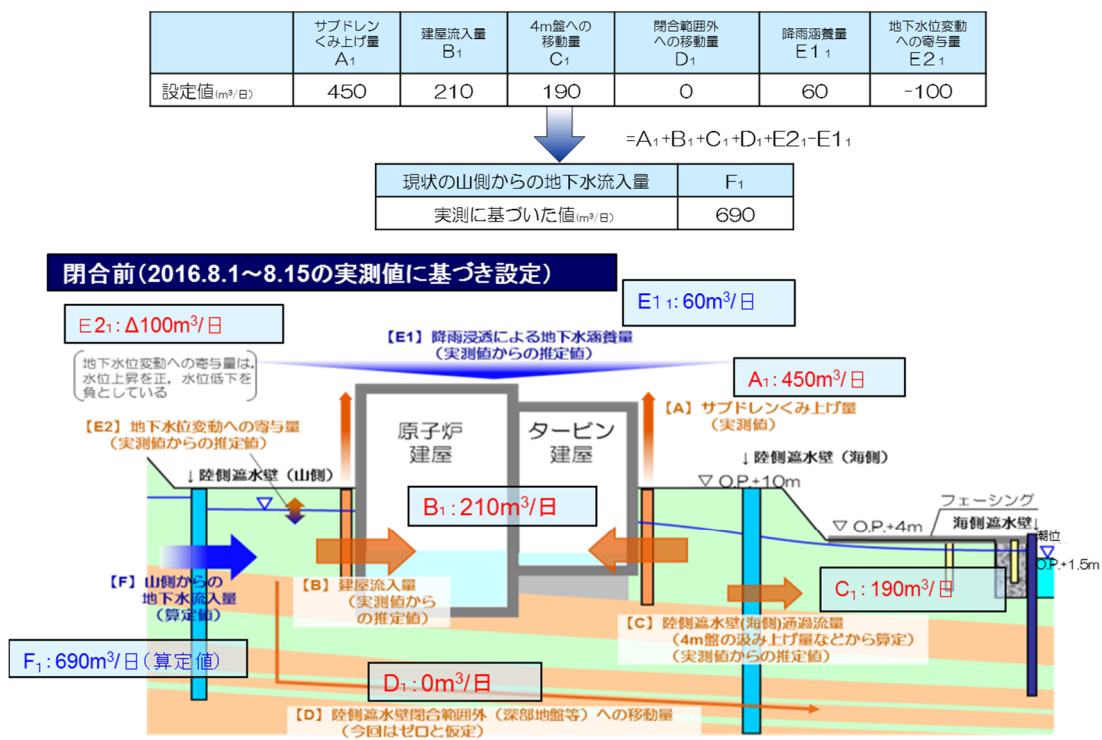 サブドレン
くみ上げ量
A₁
建屋流入量
B₁
4m盤への
移動量
C₁
閉合範囲外
への移動量
D₁
降雨涵養量
E1₁
地下水位変動
への寄与量
E2₁
設定値(m³/日) 450 210 190 0 60 -100
=A₁+B₁+C₁+D₁+E2₁-E1₁
現状の山側からの地下水流入量 F₁
実測に基づいた値(m³/日) 690
閉合前(2016.8.1～8.15の実測値に基づき設定)
E1₁:60m³/日
E2₁:Δ100m³/日
【E1】降雨浸透による地下水涵養量
(実測値からの推定値)
地下水位変動への寄与量は,
水位上昇を正,水位低下を
負としている
A₁:450m³/日
【A】サブドレンくみ上げ量
(実測値)
【E2】地下水位変動への寄与量
(実測値からの推定値)
原子炉
建屋
タービン
建屋
↓陸側遮水壁(山側)
↓陸側遮水壁(海側)
▽O.P.+10m
フェーシング
B₁:210m³/日
▽O.P.+4m
海側遮水壁↓
潮位
O.P.+1.5m
【F】山側からの
地下水流入量
(算定値)
【B】建屋流入量
(実測値から
の推定値)
C₁:190m³/日
【C】陸側遮水壁(海側)通過流量
(4m盤の汲み上げ量などから算定)
(実測値からの推定値)
F₁:690m³/日(算定値)
D₁:0m³/日
【D】陸側遮水壁閉合範囲外(深部地盤等)への移動量
(今回はゼロと仮定)